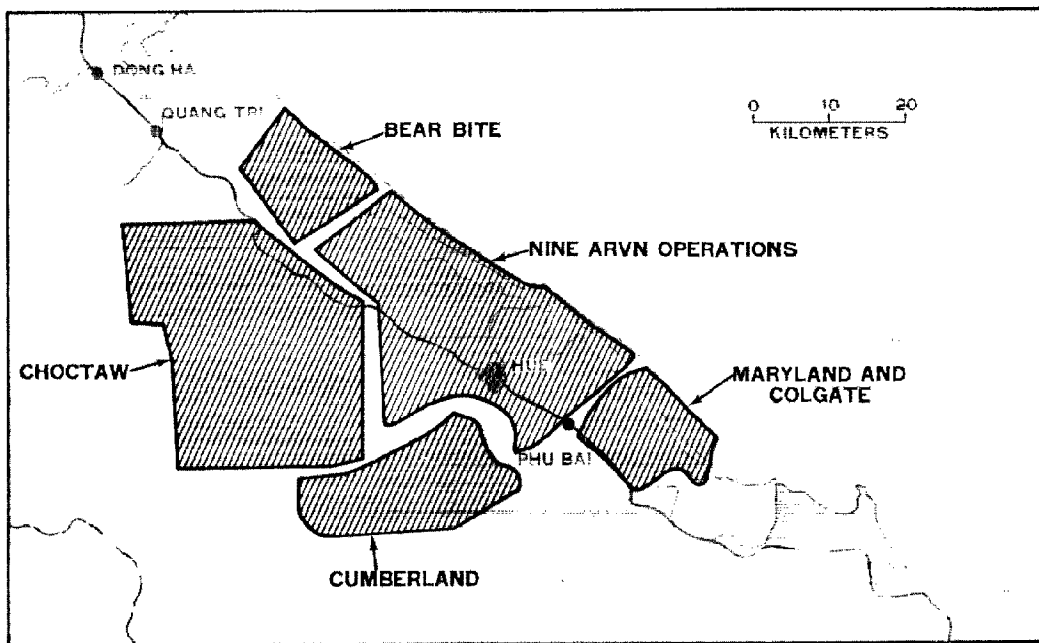 DONG HA
QUANG TRI
BEAR BITE
0 10 20
KILOMETERS
NINE ARVN OPERATIONS
CHOCTAW
HUE
MARYLAND AND
COLGATE
PHU BAI
CUMBERLAND